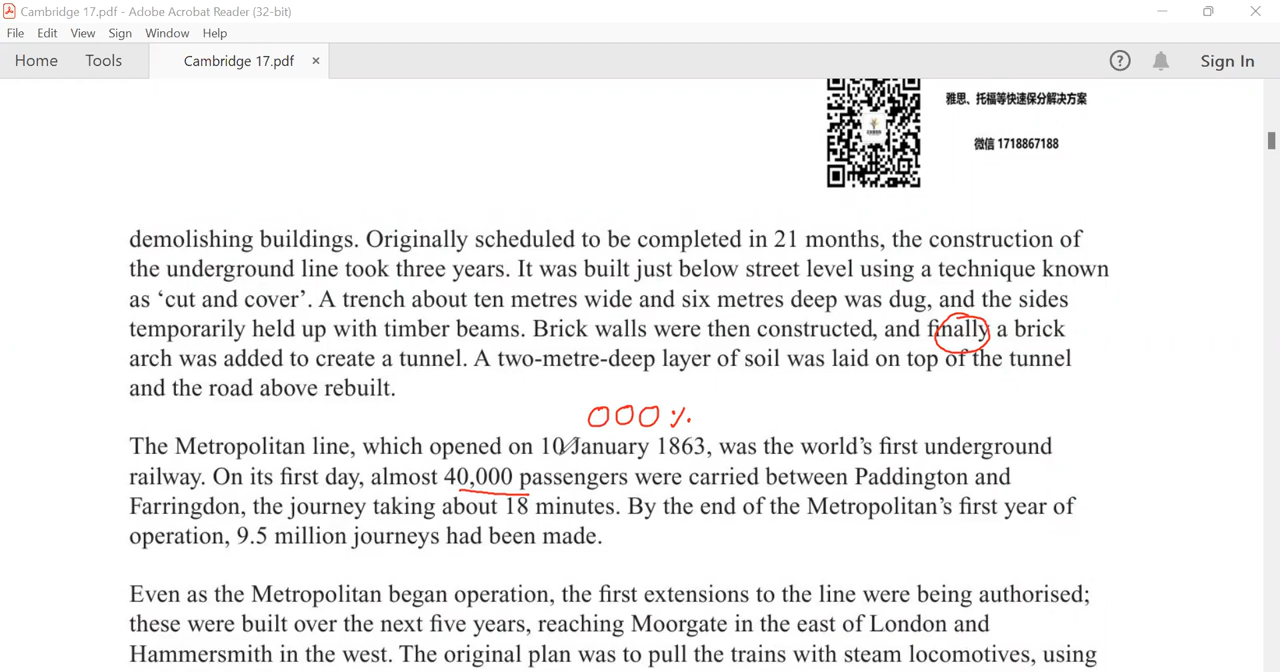 Cambridge 17.pdf - Adobe Acrobat Reader (32-bit)
File Edit View Sign Window Help
Home Tools Cambridge 17.pdf × ? Sign In
雅思、托福等快速保分解决方案
微信 1718867188
demolishing buildings. Originally scheduled to be completed in 21 months, the construction of
the underground line took three years. It was built just below street level using a technique known
as ‘cut and cover’. A trench about ten metres wide and six metres deep was dug, and the sides
temporarily held up with timber beams. Brick walls were then constructed, and finally a brick
arch was added to create a tunnel. A two-metre-deep layer of soil was laid on top of the tunnel
and the road above rebuilt.
000%
The Metropolitan line, which opened on 10 January 1863, was the world’s first underground
railway. On its first day, almost 40,000 passengers were carried between Paddington and
Farringdon, the journey taking about 18 minutes. By the end of the Metropolitan’s first year of
operation, 9.5 million journeys had been made.
Even as the Metropolitan began operation, the first extensions to the line were being authorised;
these were built over the next five years, reaching Moorgate in the east of London and
Hammersmith in the west. The original plan was to pull the trains with steam locomotives, using